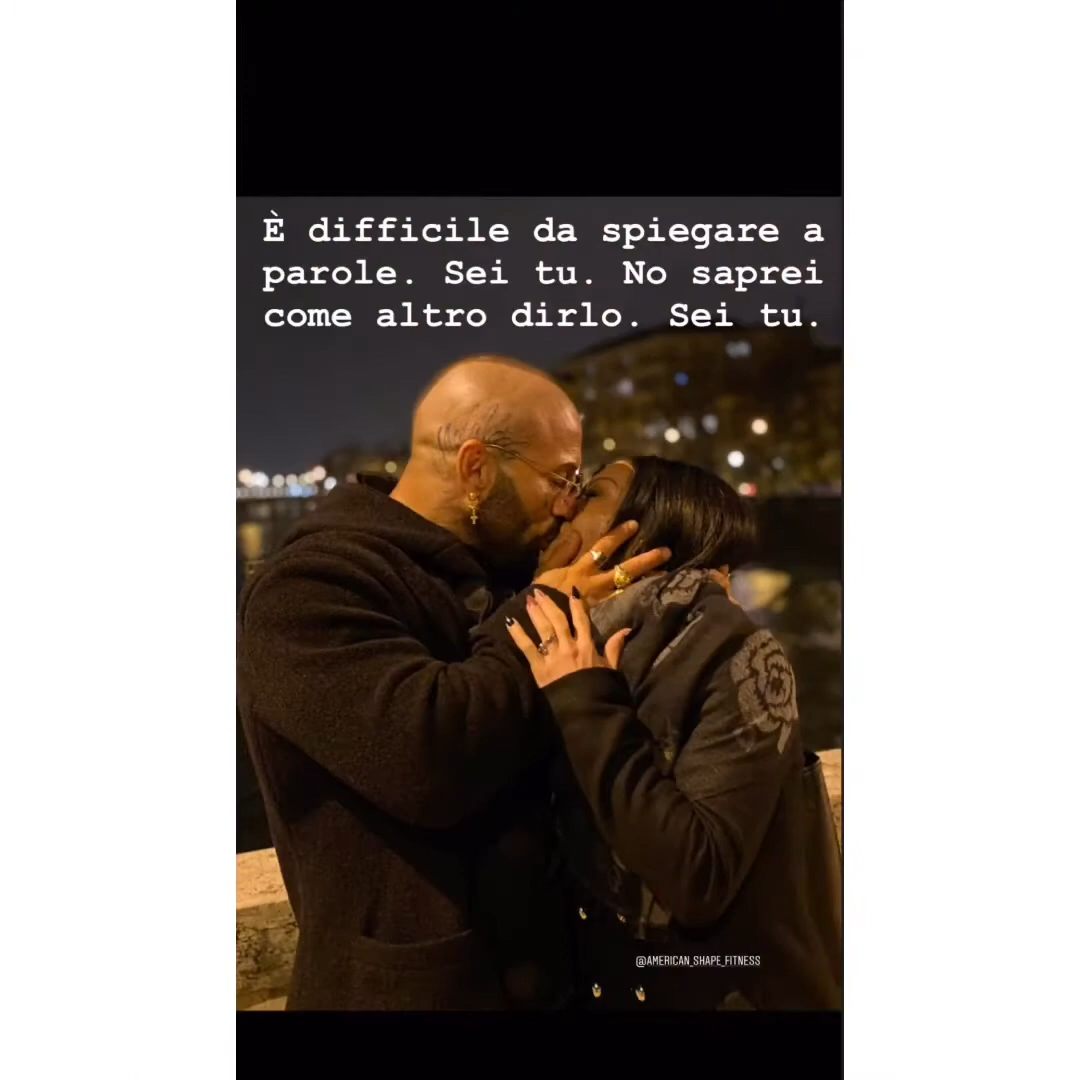 È difficile da spiegare a
parole. Sei tu. No saprei
come altro dirlo. Sei tu.
@AMERICAN_SHAPE_FITNESS